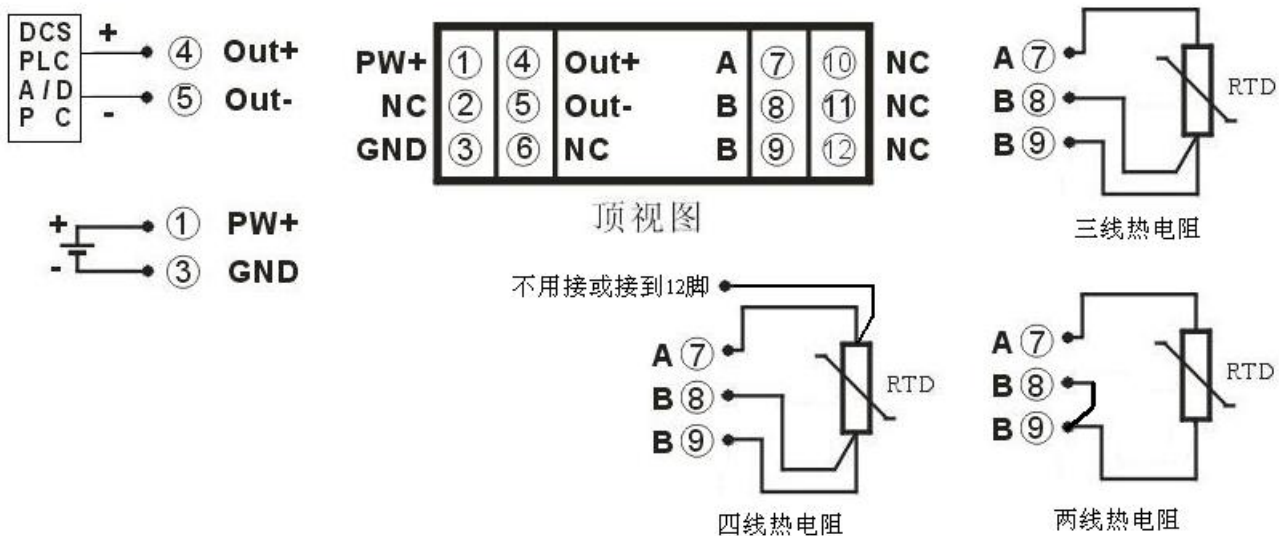 DCS
PLC
A/D
P C
+
-
④ Out+
⑤ Out-
+
-
① PW+
③ GND
PW+ ① ④ Out+ A ⑦ ⑩ NC
NC ② ⑤ Out- B ⑧ ⑪ NC
GND ③ ⑥ NC B ⑨ ⑫ NC
顶视图
A ⑦
B ⑧
B ⑨
RTD
三线热电阻
不用接或接到12脚
A ⑦
B ⑧
B ⑨
RTD
四线热电阻
A ⑦
B ⑧
B ⑨
RTD
两线热电阻